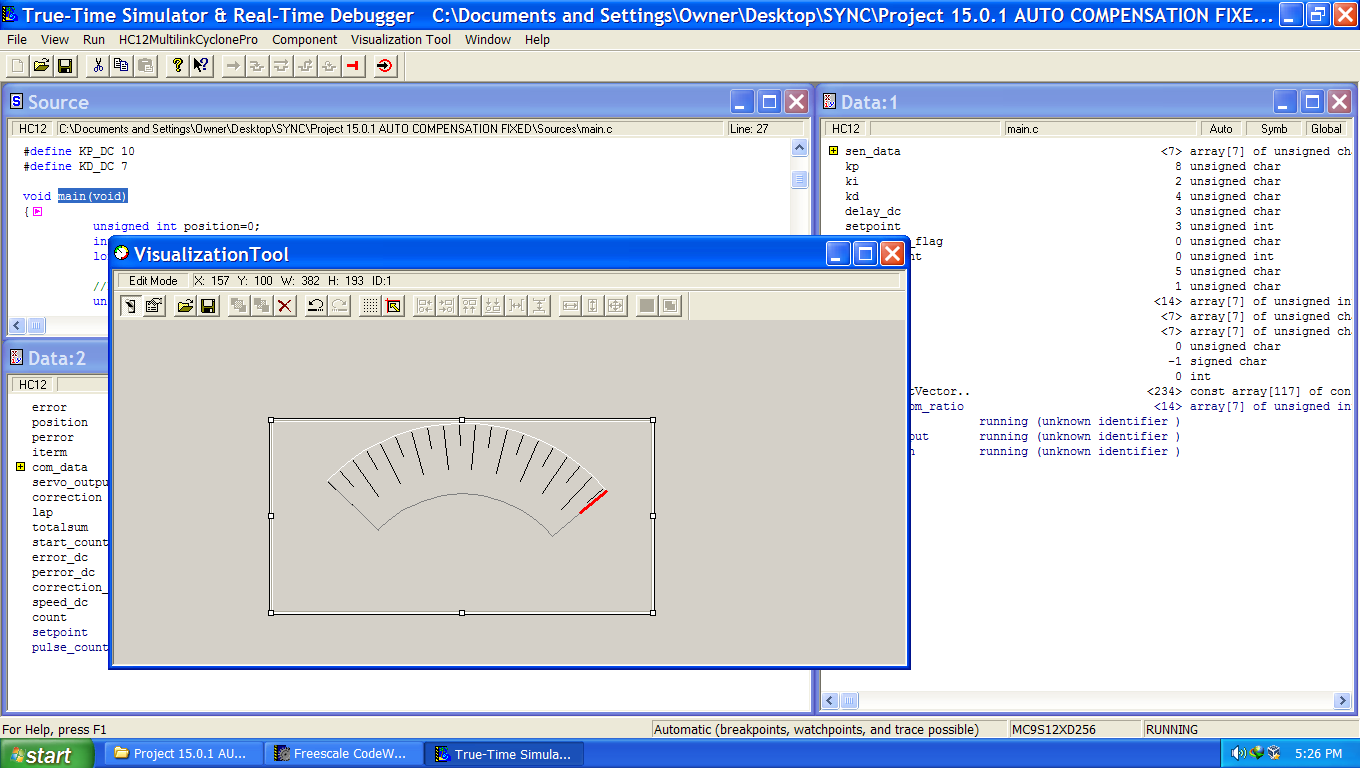 True-Time Simulator & Real-Time Debugger C:\Documents and Settings\Owner\Desktop\SYNC\Project 15.0.1 AUTO COMPENSATION FIXE...
File View Run HC12MultilinkCyclonePro Component Visualization Tool Window Help
Source
HC12 C:\Documents and Settings\Owner\Desktop\SYNC\Project 15.0.1 AUTO COMPENSATION FIXED\Sources\main.c Line: 27
#define KP_DC 10
#define KD_DC 7
void main(void)
{
unsigned int position=0;
in
lo
//
un
Data:1
HC12 main.c Auto Symb Global
sen_data <7> array[7] of unsigned cha
kp 8 unsigned char
ki 2 unsigned char
kd 4 unsigned char
delay_dc 3 unsigned char
setpoint 3 unsigned int
_flag 0 unsigned char
nt 0 unsigned int
5 unsigned char
1 unsigned char
<14> array[7] of unsigned in
<7> array[7] of unsigned cha
<7> array[7] of unsigned cha
0 unsigned char
-1 signed char
0 int
tVector.. <234> const array[117] of con
om_ratio <14> array[7] of unsigned in
running (unknown identifier )
out running (unknown identifier )
n running (unknown identifier )
VisualizationTool
Edit Mode X: 157 Y: 100 W: 382 H: 193 ID:1
Data:2
HC12
error
position
perror
iterm
com_data
servo_outpu
correction
lap
totalsum
start_count
error_dc
perror_dc
correction_
speed_dc
count
setpoint
pulse_count
For Help, press F1 Automatic (breakpoints, watchpoints, and trace possible) MC9S12XD256 RUNNING
start Project 15.0.1 AU... Freescale CodeW... True-Time Simula... 5:26 PM